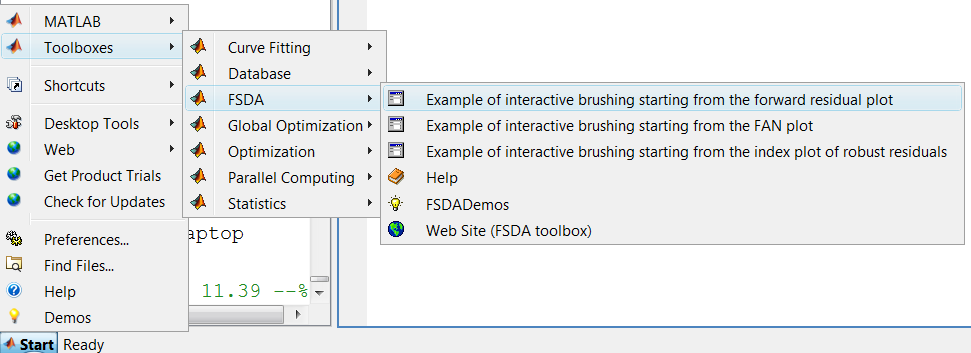 MATLAB
Toolboxes
Shortcuts
Desktop Tools
Web
Get Product Trials
Check for Updates
Preferences...
Find Files...
Help
Demos
Curve Fitting
Database
FSDA
Global Optimization
Optimization
Parallel Computing
Statistics
Example of interactive brushing starting from the forward residual plot
Example of interactive brushing starting from the FAN plot
Example of interactive brushing starting from the index plot of robust residuals
Help
FSDADemos
Web Site (FSDA toolbox)
aptop
11.39 --%
Start Ready